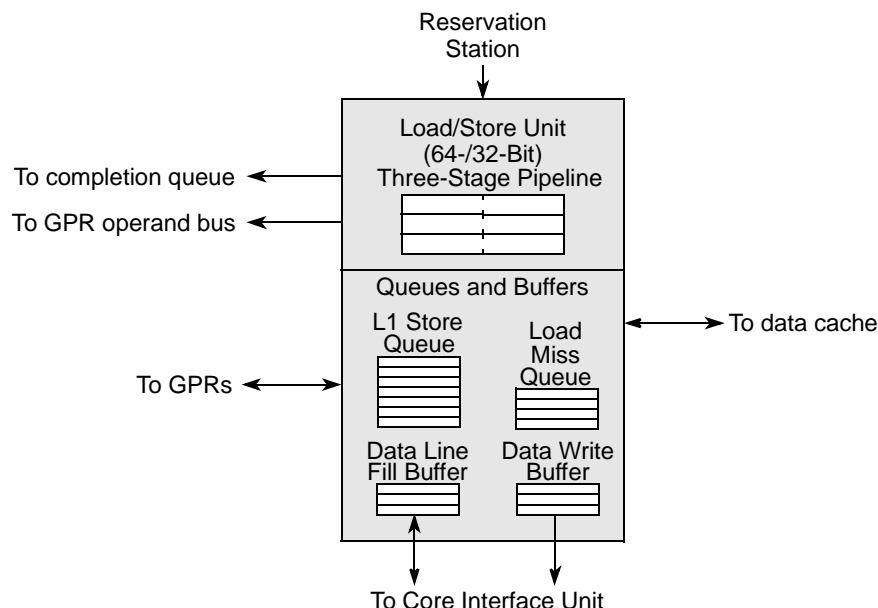 Reservation
Station
Load/Store Unit
(64-/32-Bit)
Three-Stage Pipeline
To completion queue
To GPR operand bus
Queues and Buffers
L1 Store
Queue
Load
Miss
Queue
To data cache
To GPRs
Data Line
Fill Buffer
Data Write
Buffer
To Core Interface Unit